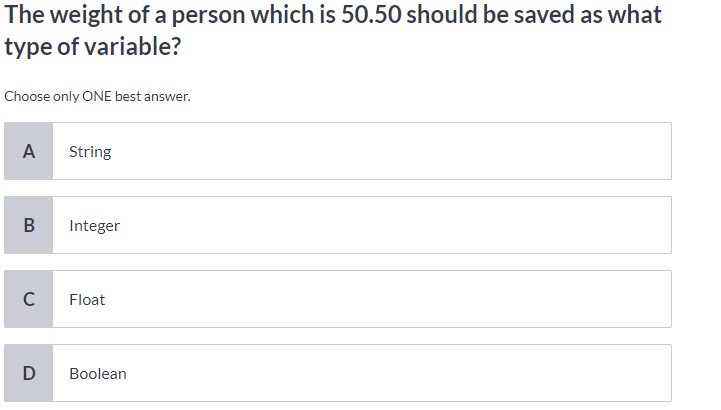 The weight of a person which is 50.50 should be saved as what
type of variable?
Choose only ONE best answer.
A String
B Integer
C Float
D Boolean